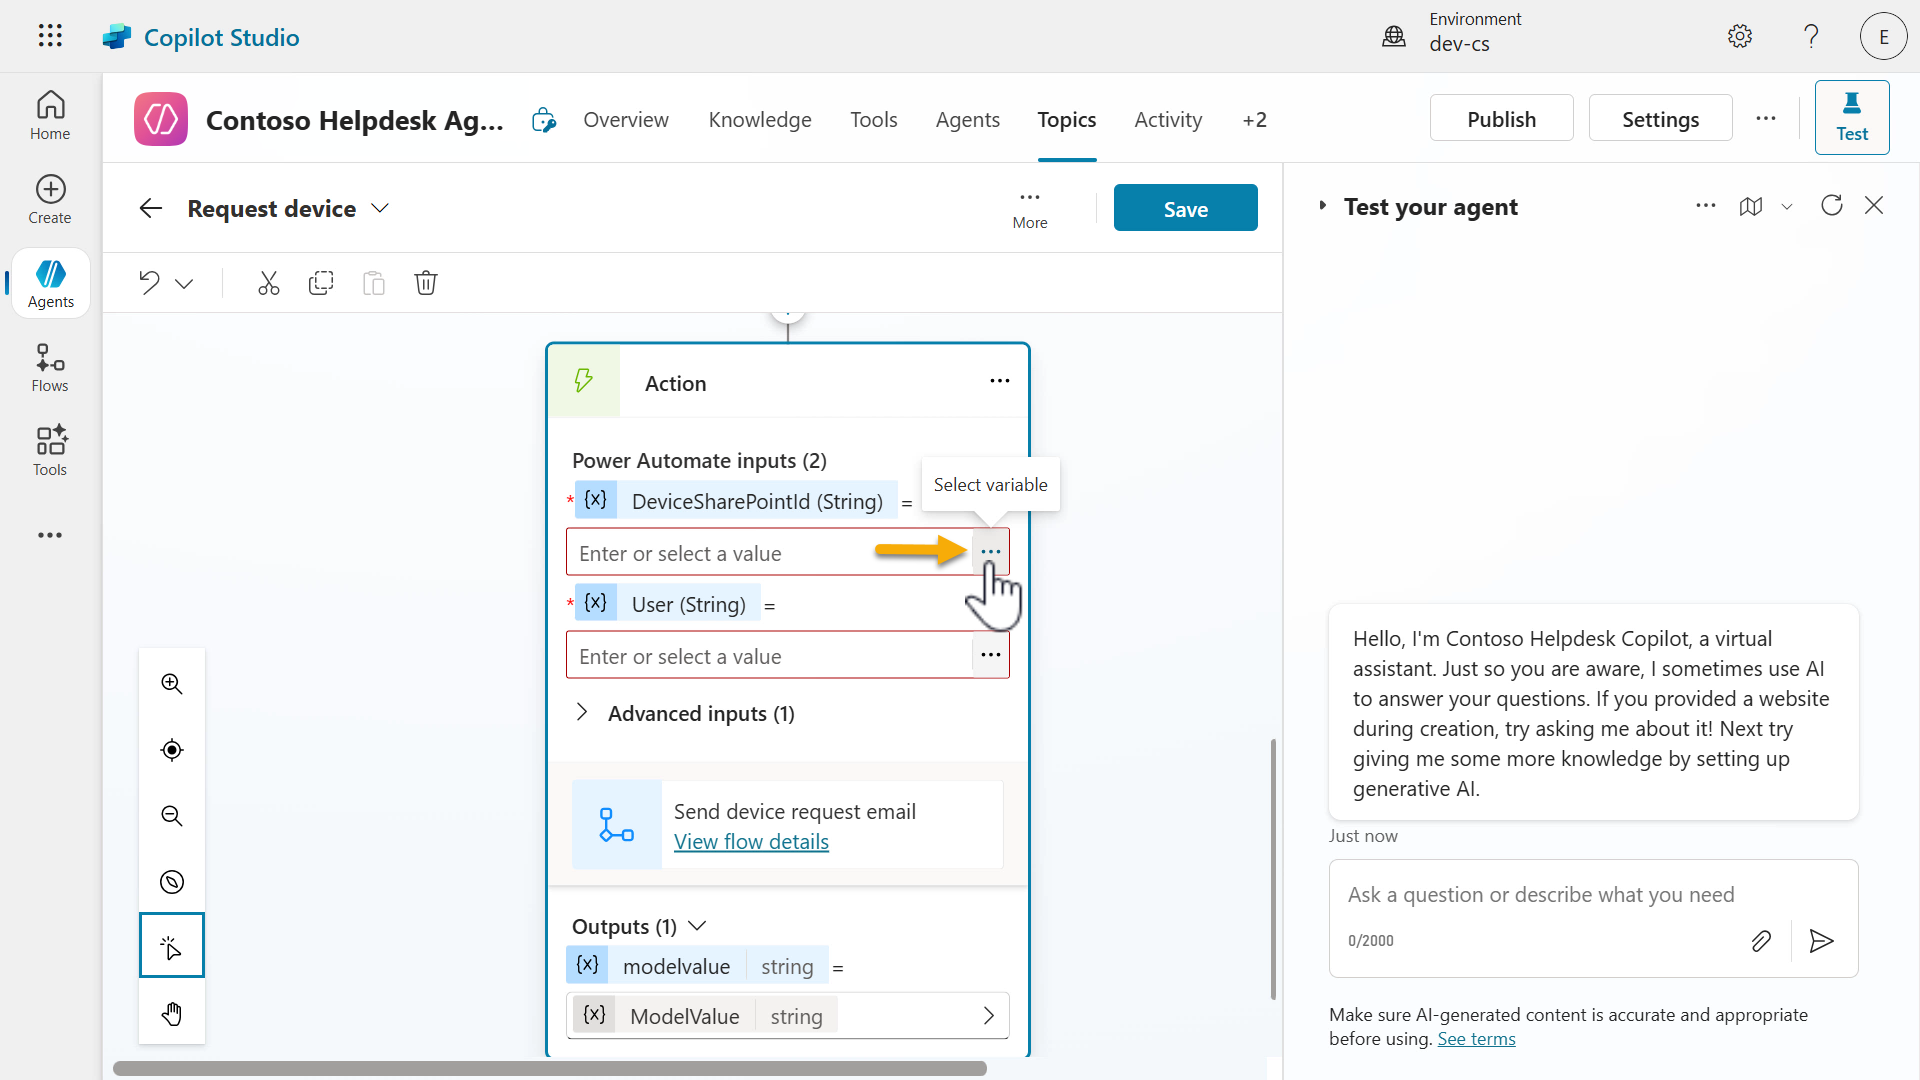 Copilot Studio
Environment
dev-cs
E
Home
Create
Agents
Flows
Tools
Contoso Helpdesk Ag...
Overview
Knowledge
Tools
Agents
Topics
Activity
+2
Publish
Settings
Test
Request device
More
Save
Action
Power Automate inputs (2)
Select variable
* {x} DeviceSharePointId (String) =
Enter or select a value
* {x} User (String) =
Enter or select a value
Advanced inputs (1)
Send device request email
View flow details
Outputs (1)
{x} modelvalue string =
{x} ModelValue string
Test your agent
Hello, I'm Contoso Helpdesk Copilot, a virtual
assistant. Just so you are aware, I sometimes use AI
to answer your questions. If you provided a website
during creation, try asking me about it! Next try
giving me some more knowledge by setting up
generative AI.
Just now
Ask a question or describe what you need
0/2000
Make sure AI-generated content is accurate and appropriate
before using. See terms